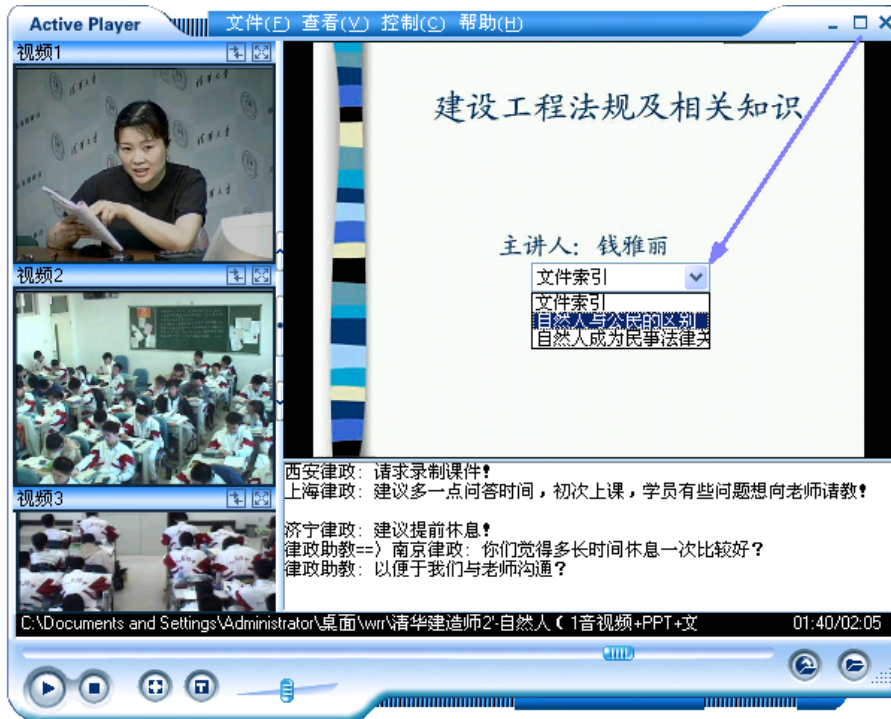 Active Player
文件(F) 查看(V) 控制(C) 帮助(H)
视频1
清华大学
清华大学
视频2
视频3
建设工程法规及相关知识
主讲人: 钱雅丽
文件索引
文件索引
自然人与公民的区别
自然人成为民事法律关
西安律政: 请求录制课件!
上海律政: 建议多一点问答时间,初次上课,学员有些问题想向老师请教!
济宁律政: 建议提前休息!
律政助教==〉南京律政: 你们觉得多长时间休息一次比较好?
律政助教: 以便于我们与老师沟通?
C:\Documents and Settings\Administrator\桌面\wrr\清华建造师2'-自然人(1音视频+PPT+文 01:40/02:05